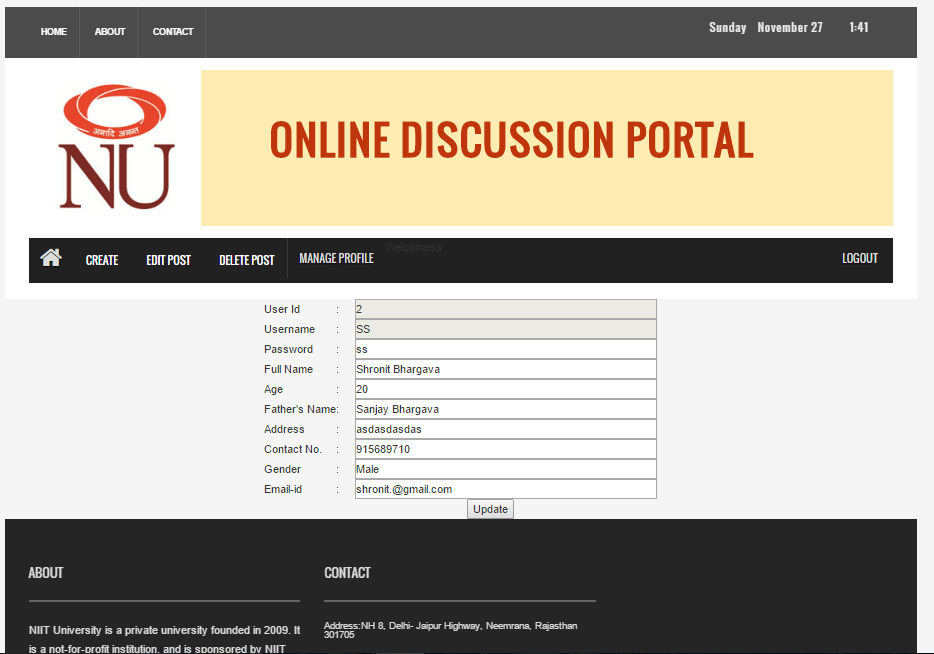 HOME ABOUT CONTACT Sunday November 27 1:41
अनादि अनन्त
NU
ONLINE DISCUSSION PORTAL
CREATE EDIT POST DELETE POST MANAGE PROFILE Welcomess LOGOUT
User Id : 2
Username : SS
Password : ss
Full Name : Shronit Bhargava
Age : 20
Father's Name: Sanjay Bhargava
Address : asdasdasdas
Contact No. : 915689710
Gender : Male
Email-id : shronit.@gmail.com
Update
ABOUT
NIIT University is a private university founded in 2009. It
is a not-for-profit institution, and is sponsored by NIIT
CONTACT
Address:NH 8, Delhi- Jaipur Highway, Neemrana, Rajasthan
301705